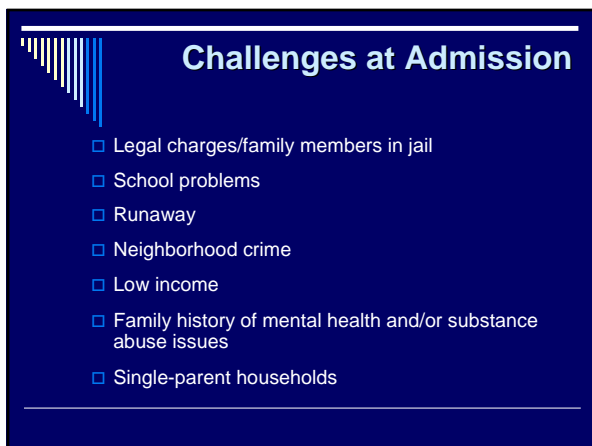 Challenges at Admission
Legal charges/family members in jail
School problems
Runaway
Neighborhood crime
Low income
Family history of mental health and/or substance
abuse issues
Single-parent households